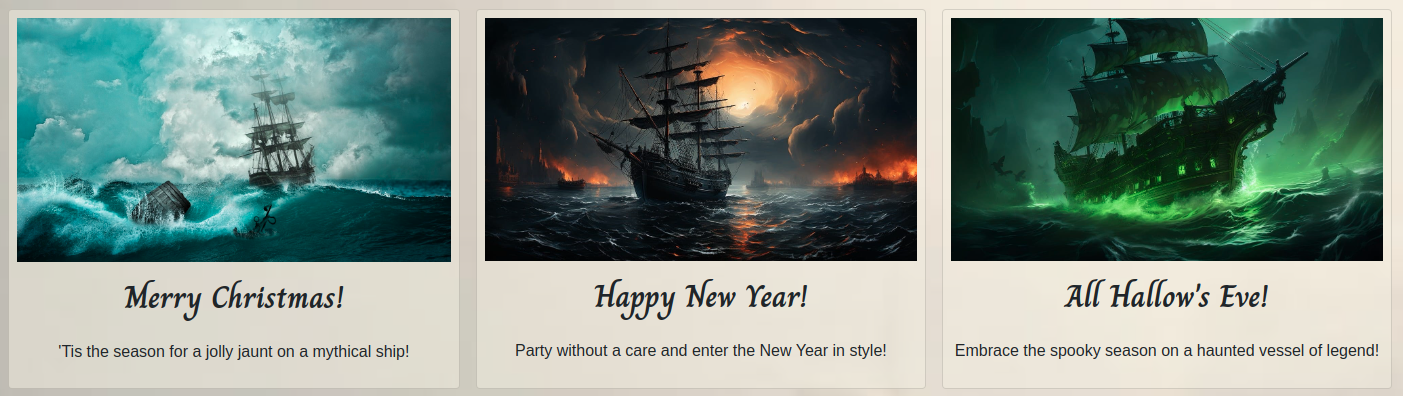 Merry Christmas!
'Tis the season for a jolly jaunt on a mythical ship!
Happy New Year!
Party without a care and enter the New Year in style!
All Hallow's Eve!
Embrace the spooky season on a haunted vessel of legend!